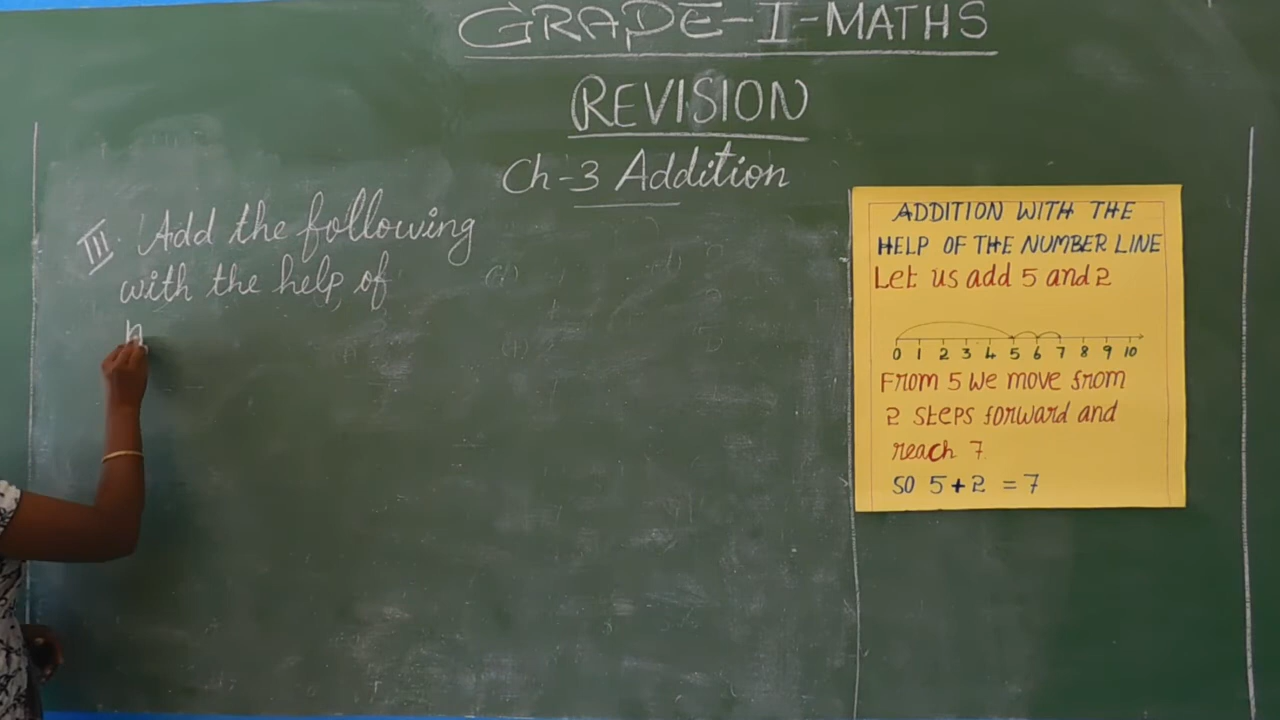 GRADE-I-MATHS
REVISION
Ch-3 Addition
III. Add the following
with the help of
n
ADDITION WITH THE
HELP OF THE NUMBER LINE
Let us add 5 and 2
0 1 2 3 4 5 6 7 8 9 10
From 5 We move from
2 steps forward and
reach 7
SO 5+2 = 7